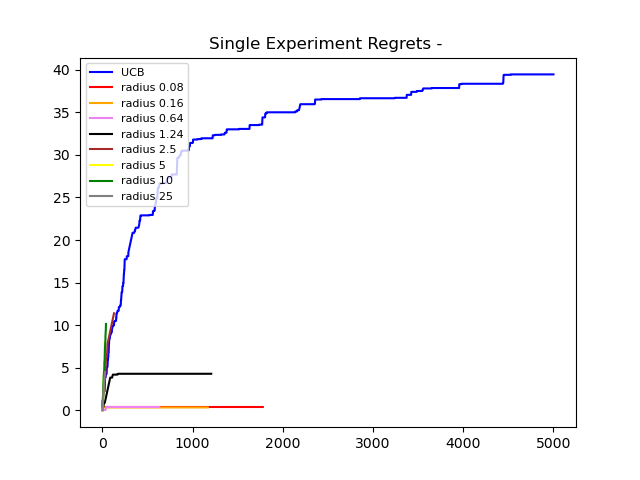 Single Experiment Regrets -
40
35
30
25
20
15
10
5
0
UCB
radius 0.08
radius 0.16
radius 0.64
radius 1.24
radius 2.5
radius 5
radius 10
radius 25
0 1000 2000 3000 4000 5000